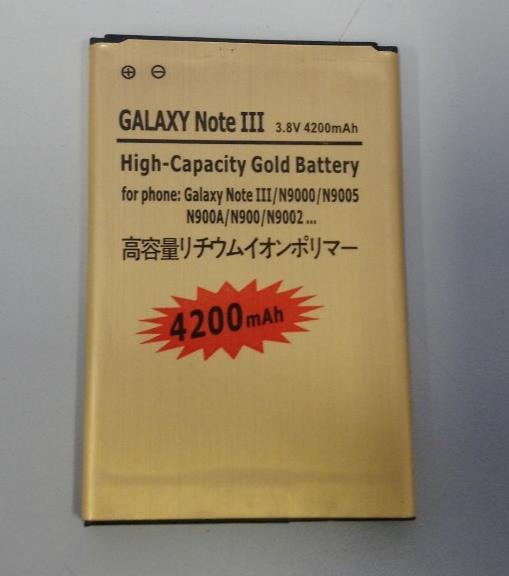 ⊕ ⊖
GALAXY Note III 3.8V 4200mAh
High-Capacity Gold Battery
for phone: Galaxy Note III/N9000/N9005
N900A/N900/N9002...
高容量リチウムイオンポリマー
4200mAh